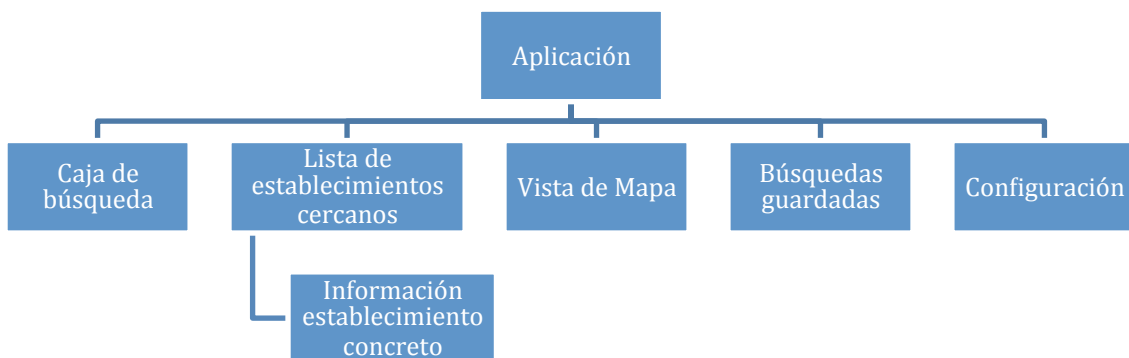 Aplicación
Caja de
búsqueda
Lista de
establecimientos
cercanos
Vista de Mapa
Búsquedas
guardadas
Configuración
Información
establecimiento
concreto